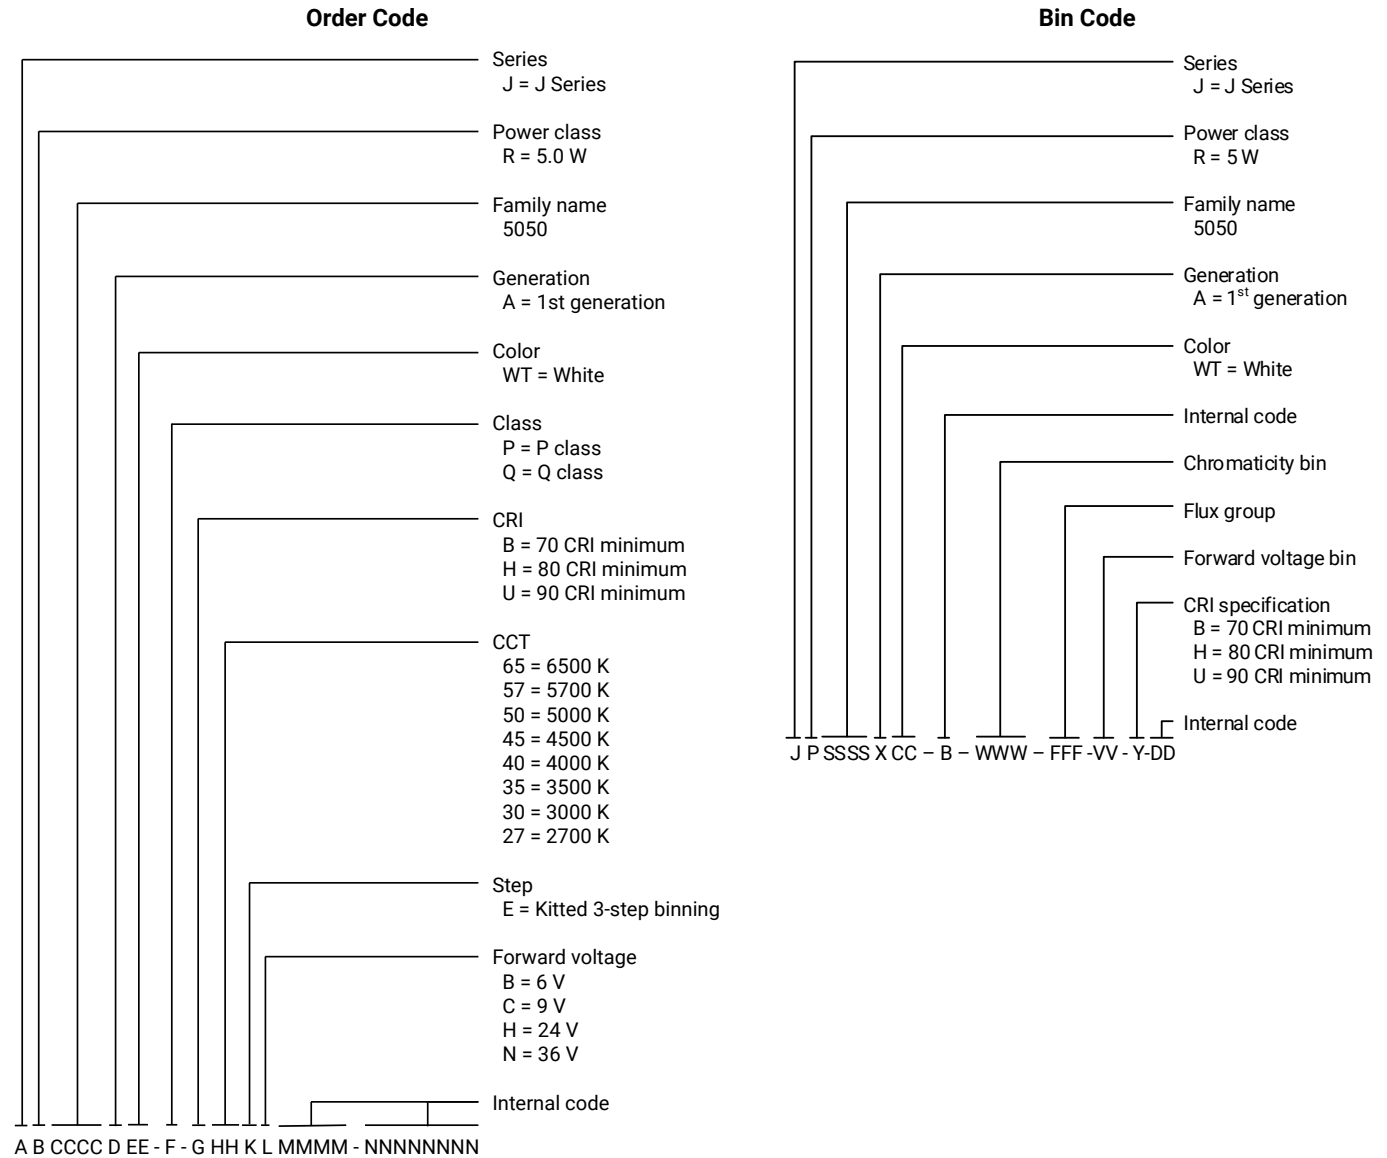 Order Code
Series
J = J Series
Power class
R = 5.0 W
Family name
5050
Generation
A = 1st generation
Color
WT = White
Class
P = P class
Q = Q class
CRI
B = 70 CRI minimum
H = 80 CRI minimum
U = 90 CRI minimum
CCT
65 = 6500 K
57 = 5700 K
50 = 5000 K
45 = 4500 K
40 = 4000 K
35 = 3500 K
30 = 3000 K
27 = 2700 K
Step
E = Kitted 3-step binning
Forward voltage
B = 6 V
C = 9 V
H = 24 V
N = 36 V
Internal code
A B CCCC D EE - F - G HH K L MMMM - NNNNNNNN
Bin Code
Series
J = J Series
Power class
R = 5 W
Family name
5050
Generation
A = 1st generation
Color
WT = White
Internal code
Chromaticity bin
Flux group
Forward voltage bin
CRI specification
B = 70 CRI minimum
H = 80 CRI minimum
U = 90 CRI minimum
Internal code
J P SSSS X CC – B – WWW – FFF -VV - Y-DD